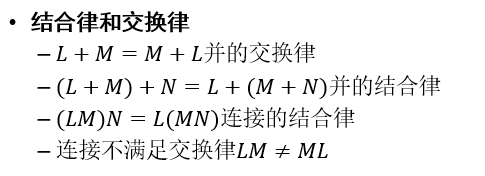 • 结合律和交换律
– L + M = M + L并的交换律
– (L + M) + N = L + (M + N)并的结合律
– (LM)N = L(MN)连接的结合律
– 连接不满足交换律LM ≠ ML